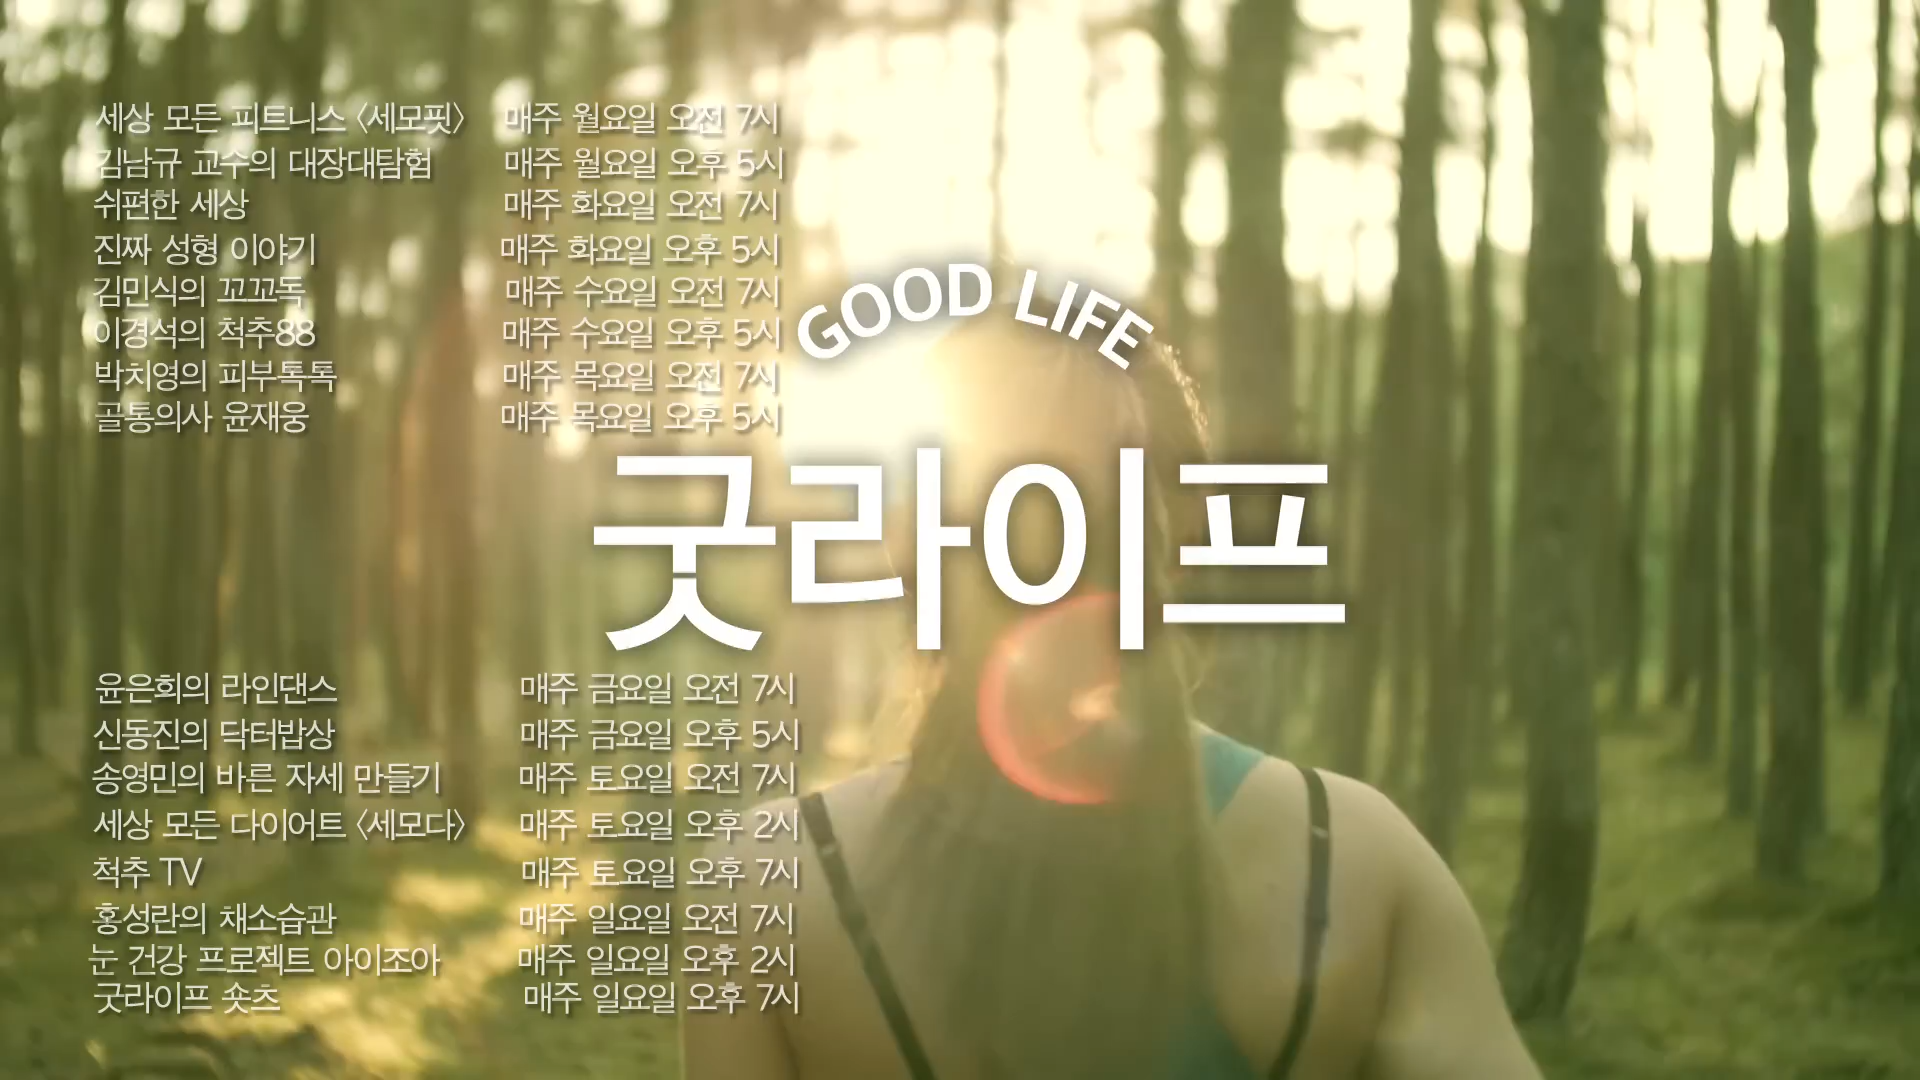 세상 모든 피트니스 <세모핏> 매주 월요일 오전 7시
김남규 교수의 대장대탐험 매주 월요일 오후 5시
쉬편한 세상 매주 화요일 오전 7시
진짜 성형 이야기 매주 화요일 오후 5시
김민식의 꼬꼬독 매주 수요일 오전 7시
이경석의 척추88 매주 수요일 오후 5시
박치영의 피부톡톡 매주 목요일 오전 7시
골통의사 윤재웅 매주 목요일 오후 5시
GOOD LIFE
굿라이프
윤은희의 라인댄스 매주 금요일 오전 7시
신동진의 닥터밥상 매주 금요일 오후 5시
송영민의 바른 자세 만들기 매주 토요일 오전 7시
세상 모든 다이어트 <세모다> 매주 토요일 오후 2시
척추 TV 매주 토요일 오후 7시
홍성란의 채소습관 매주 일요일 오전 7시
눈 건강 프로젝트 아이조아 매주 일요일 오후 2시
굿라이프 숏츠 매주 일요일 오후 7시